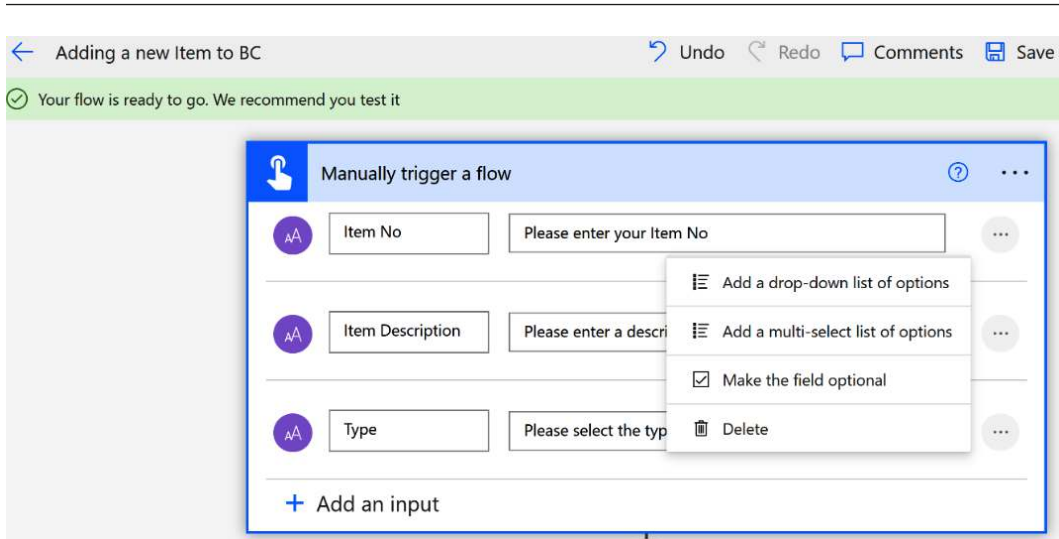 Adding a new Item to BC Undo Redo Comments Save
Your flow is ready to go. We recommend you test it
Manually trigger a flow
AA Item No Please enter your Item No
Add a drop-down list of options
AA Item Description Please enter a descri Add a multi-select list of options
Make the field optional
AA Type Please select the typ Delete
+ Add an input